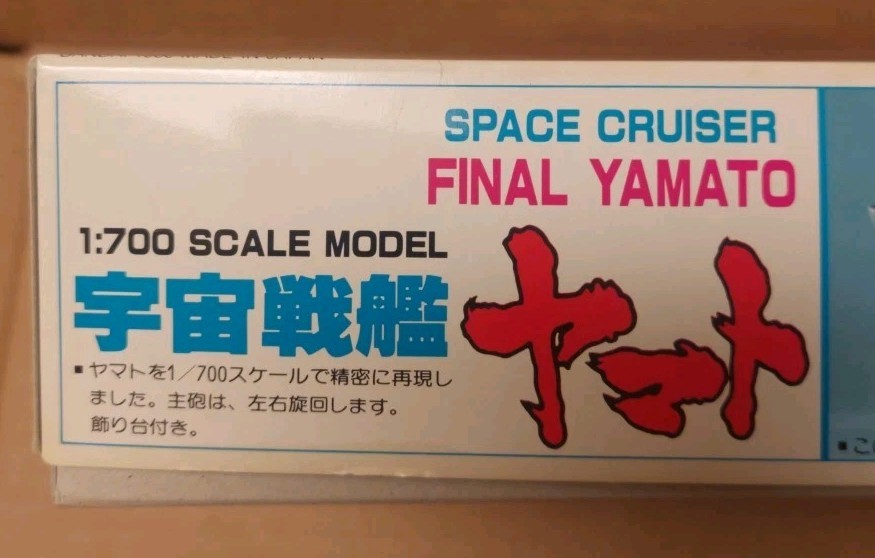 SPACE CRUISER
FINAL YAMATO
1:700 SCALE MODEL
宇宙戦艦
ヤマト
▪ヤマトを1/700スケールで精密に再現し
ました。主砲は、左右旋回します。
飾り台付き。